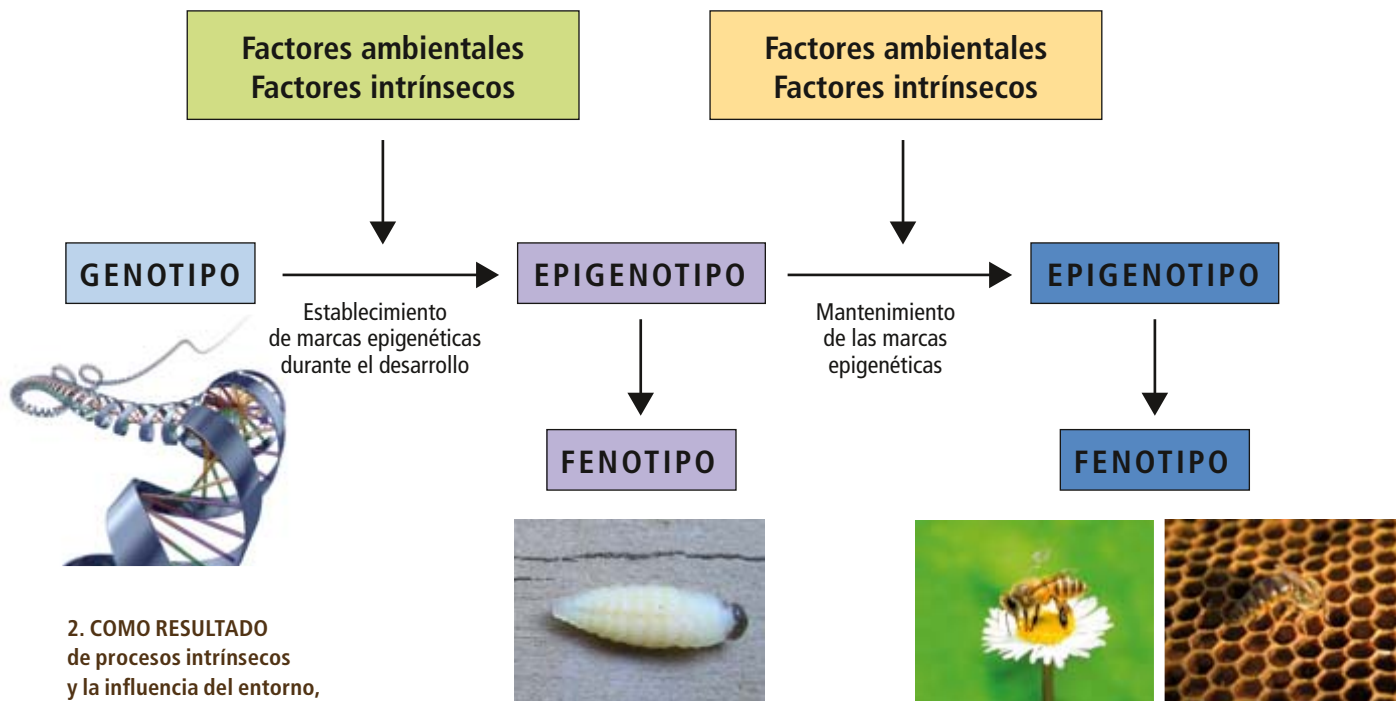 Factores ambientales
Factores intrínsecos
Factores ambientales
Factores intrínsecos
GENOTIPO
EPIGENOTIPO
EPIGENOTIPO
Establecimiento
de marcas epigenéticas
durante el desarrollo
Mantenimiento
de las marcas
epigenéticas
FENOTIPO
FENOTIPO
2. COMO RESULTADO
de procesos intrínsecos
y la influencia del entorno,